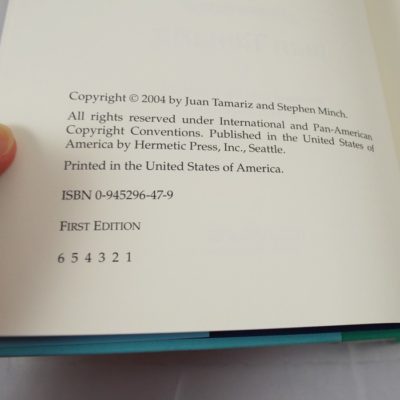 Copyright © 2004 by Juan Tamariz and Stephen Minch.
All rights reserved under International and Pan-American
Copyright Conventions. Published in the United States of
America by Hermetic Press, Inc., Seattle.
Printed in the United States of America.
ISBN 0-945296-47-9
FIRST EDITION
6 5 4 3 2 1